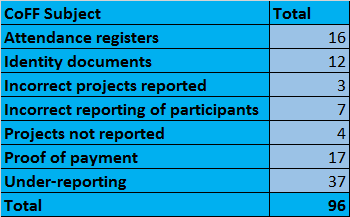 CoFF Subject Total
Attendance registers 16
Identity documents 12
Incorrect projects reported 3
Incorrect reporting of participants 7
Projects not reported 4
Proof of payment 17
Under-reporting 37
Total 96